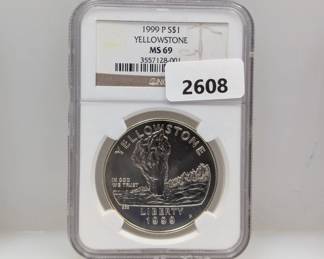 1999 P S$1
YELLOWSTONE
MS 69
3557128-001
2608
YELLOWSTONE
IN GOD
WE TRUST
LIBERTY
1999
P